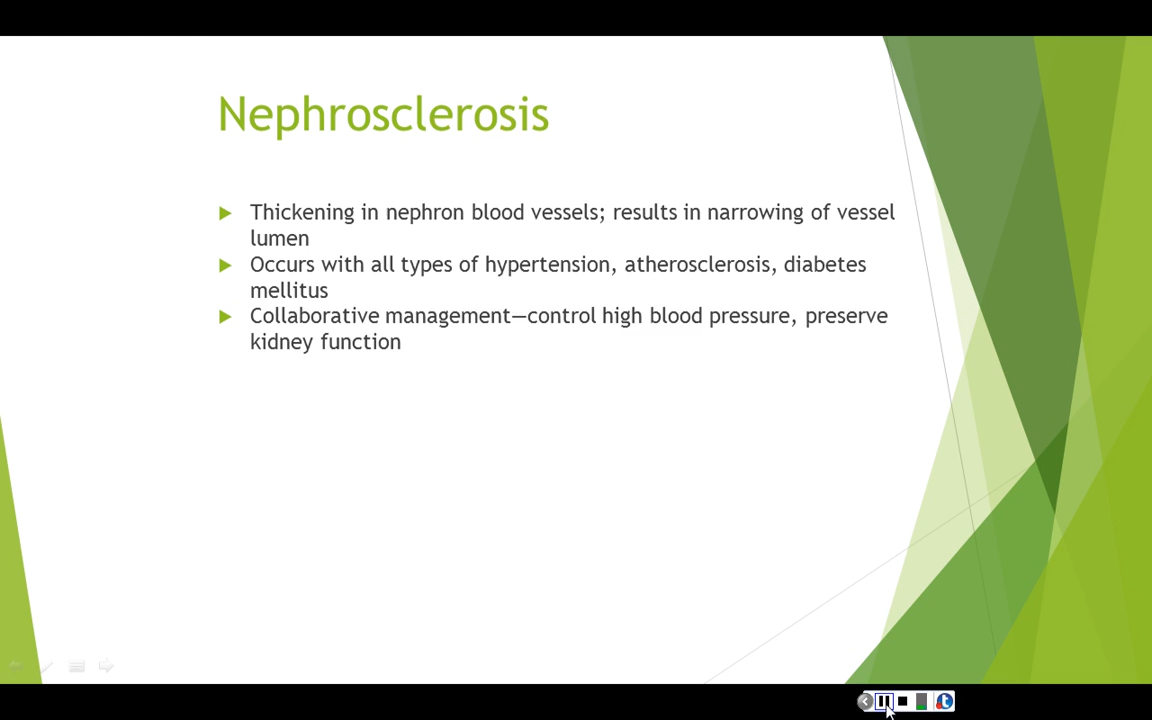 Nephrosclerosis
Thickening in nephron blood vessels; results in narrowing of vessel
lumen
Occurs with all types of hypertension, atherosclerosis, diabetes
mellitus
Collaborative management—control high blood pressure, preserve
kidney function